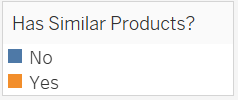 Has Similar Products?
No
Yes